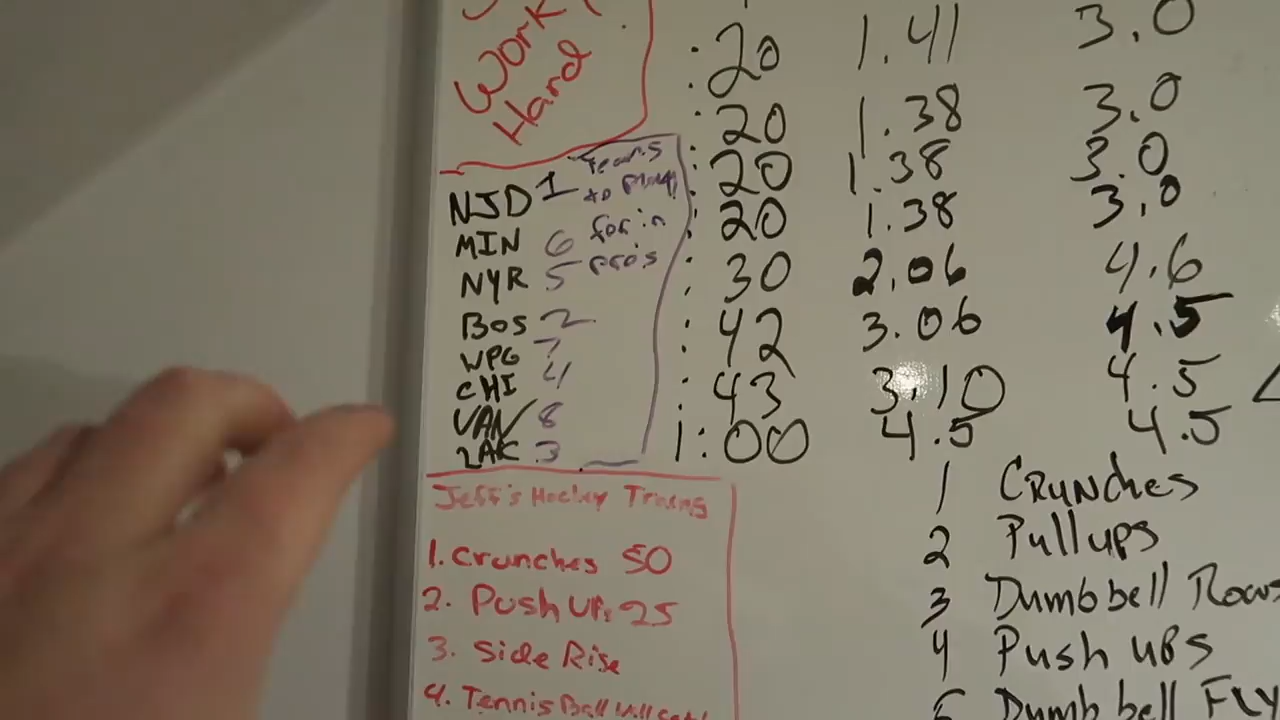 Work
Hard
Teams
to play
for in
pro's
NJD 1
MIN 6
NYR 5
BOS 2
WPG 7
CHI 4
VAN 8
LAK 3
:20 1.41 3.0
:20 1.38 3.0
:20 1.38 3.0
:20 1.38 3.0
:30 2.06 4.6
:42 3.06 4.5
:43 3.10 4.5
1:00 4.5 4.5
Jeff's Hockey
1. Crunches 50
2. Push Ups 25
3. Side Rise
4. Tennis Ball
1 Crunches
2 Pullups
3 Dumbbell Rows
4 Push ups
5 Dumbbell Fly